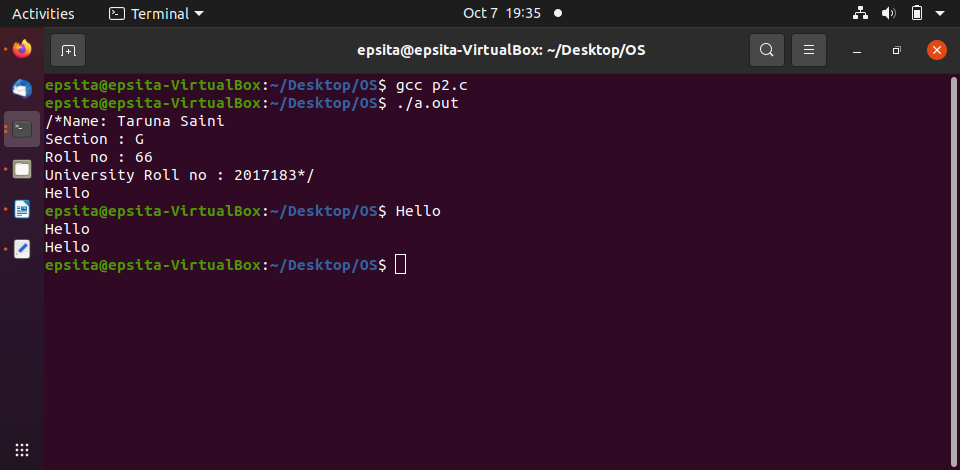 Activities Terminal Oct 7 19:35
epsita@epsita-VirtualBox: ~/Desktop/OS
epsita@epsita-VirtualBox:~/Desktop/OS$ gcc p2.c
epsita@epsita-VirtualBox:~/Desktop/OS$ ./a.out
/*Name: Taruna Saini
Section : G
Roll no : 66
University Roll no : 2017183*/
Hello
epsita@epsita-VirtualBox:~/Desktop/OS$ Hello
Hello
Hello
epsita@epsita-VirtualBox:~/Desktop/OS$